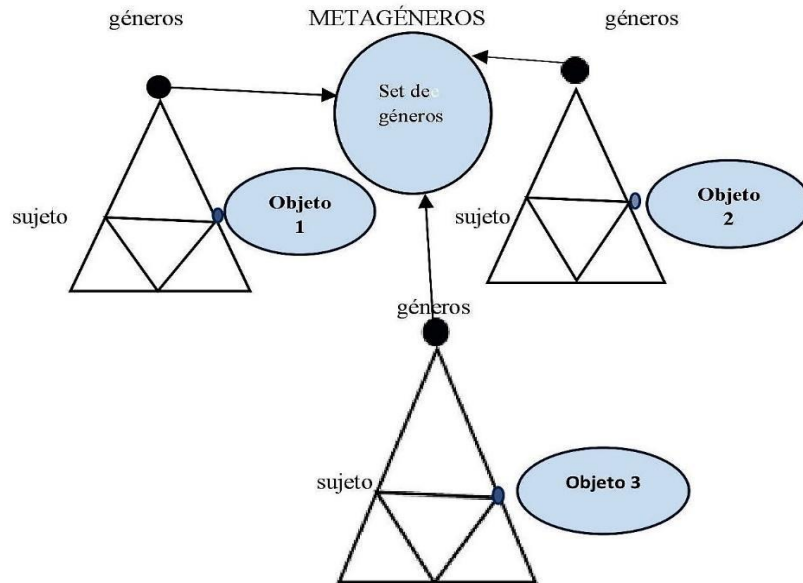 géneros METAGÉNEROS géneros
Set de
géneros
sujeto
Objeto
1
sujeto
Objeto
2
géneros
sujeto
Objeto 3